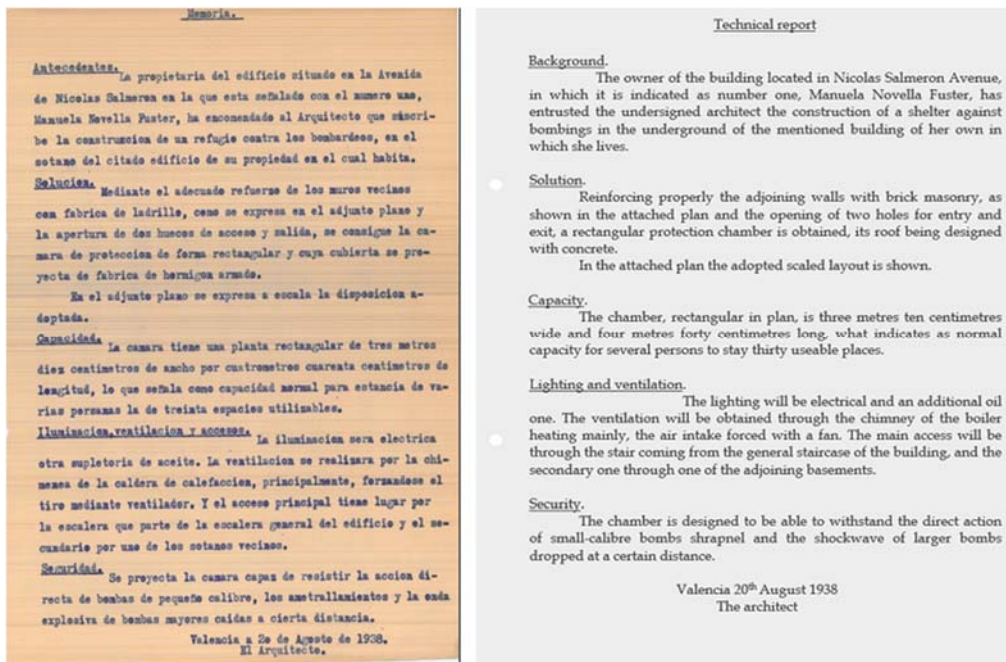 Memoria.
Antecedentes.
La propietaria del edificio situado en la Avenida
de Nicolas Salmeron en la que esta señalado con el numero uno,
Manuela Novella Fuster, ha encomendado al Arquitecto que súscri-
be la construccion de un refugio contra los bombardeos, en el
sotano del citado edificio de su propiedad en el cual habita.
Solucion.
Mediante el adecuado refuerzo de los muros vecinos
con fabrica de ladrillo, como se expresa en el adjunto plano y
la apertura de dos huecos de acceso y salida, se consigue la ca-
mara de proteccion de forma rectangular y cuya cubierta se pro-
yecta de fabrica de hormigon armado.
En el adjunto plano se expresa a escala la disposicion a-
doptada.
Capacidad.
La camara tiene una planta rectangular de tres metros
diez centimetros de ancho por cuatrometros cuarenta centimetros de
longitud, lo que señala como capacidad normal para estancia de va-
rias personas la de treinta espacios utilizables.
Iluminacion,ventilacion y accesos.
La iluminacion sera electrica
otra supletoria de aceite. La ventilacion se realizara por la chi-
menea de la caldera de calefaccion, principalmente, forzandose el
tiro mediante ventilador. Y el acceso principal tiene lugar por
la escalera que parte de la escalera general del edificio y el se-
cundario por uno de los sotanos vecinos.
Seguridad.
Se proyecta la camara capaz de resistir la accion di-
recta de bombas de pequeño calibre, los ametrallamientos y la onda
explosiva de bombas mayores caidas a cierta distancia.
Valencia a 20 de Agosto de 1938.
El Arquitecto.
Technical report
Background.
The owner of the building located in Nicolas Salmeron Avenue,
in which it is indicated as number one, Manuela Novella Fuster, has
entrusted the undersigned architect the construction of a shelter against
bombings in the underground of the mentioned building of her own in
which she lives.
Solution.
Reinforcing properly the adjoining walls with brick masonry, as
shown in the attached plan and the opening of two holes for entry and
exit, a rectangular protection chamber is obtained, its roof being designed
with concrete.
In the attached plan the adopted scaled layout is shown.
Capacity.
The chamber, rectangular in plan, is three metres ten centimetres
wide and four metres forty centimetres long, what indicates as normal
capacity for several persons to stay thirty useable places.
Lighting and ventilation.
The lighting will be electrical and an additional oil
one. The ventilation will be obtained through the chimney of the boiler
heating mainly, the air intake forced with a fan. The main access will be
through the stair coming from the general staircase of the building, and the
secondary one through one of the adjoining basements.
Security.
The chamber is designed to be able to withstand the direct action
of small-calibre bombs shrapnel and the shockwave of larger bombs
dropped at a certain distance.
Valencia 20th August 1938
The architect